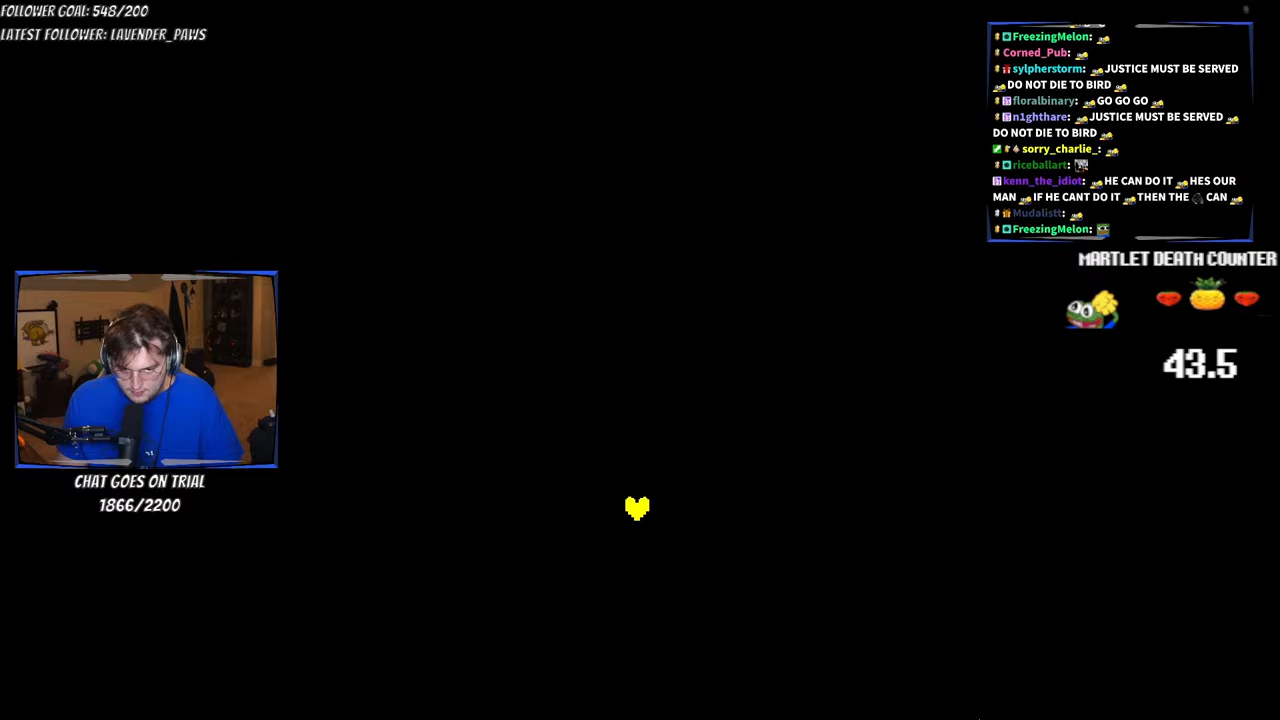 FOLLOWER GOAL: 548/200
LATEST FOLLOWER: LAVENDER_PAWS
FreezingMelon:
Corned_Pub:
sylpherstorm: JUSTICE MUST BE SERVED
DO NOT DIE TO BIRD
floralbinary: GO GO GO
n1ghthare: JUSTICE MUST BE SERVED
DO NOT DIE TO BIRD
sorry_charlie_:
riceballart:
kenn_the_idiot: HE CAN DO IT HES OUR
MAN IF HE CANT DO IT THEN THE CAN
Mudalistt:
FreezingMelon:
MARTLET DEATH COUNTER
43.5
CHAT GOES ON TRIAL
1866/2200